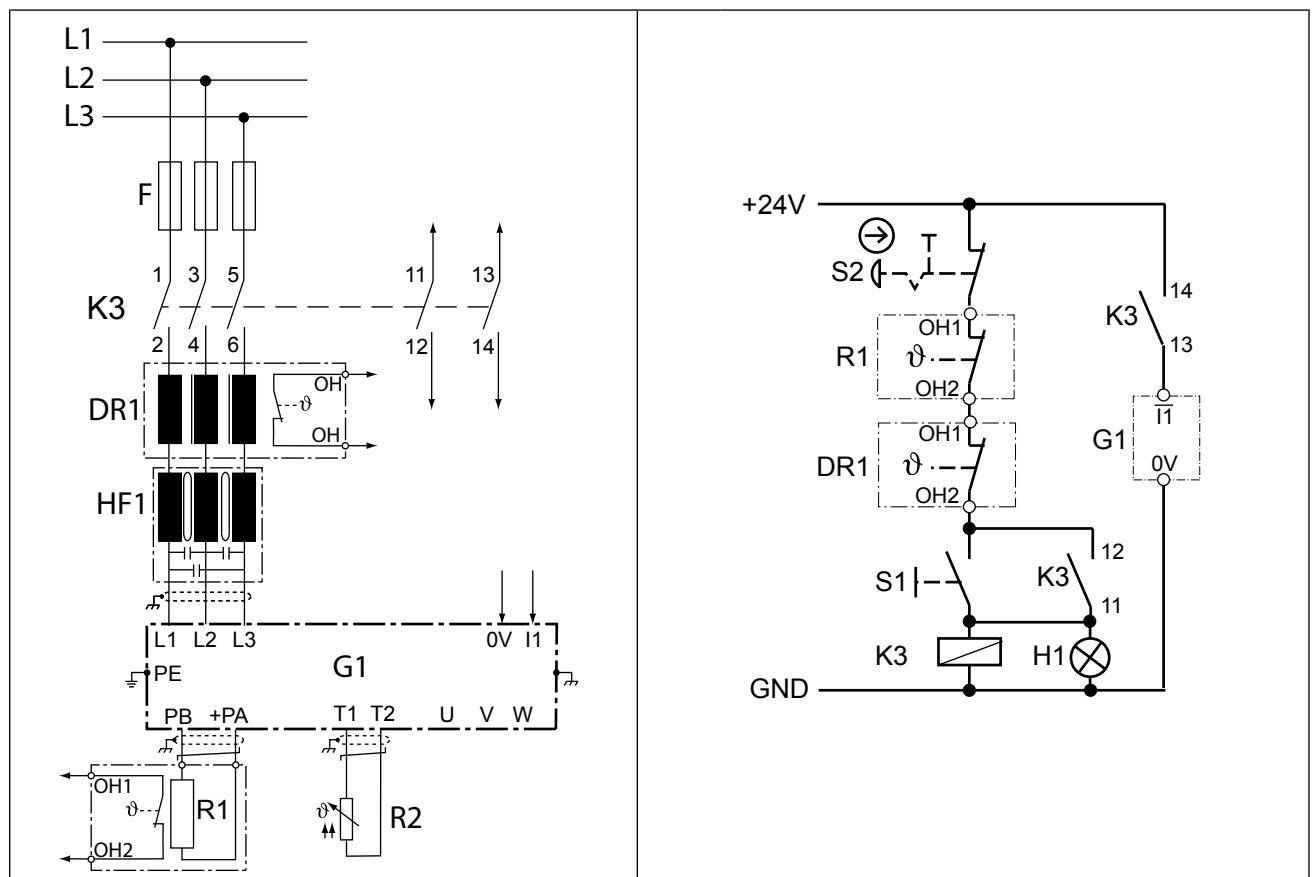 L1
L2
L3
F
1 3 5 11 13
K3
2 4 6 12 14
OH
ϑ
DR1
OH
HF1
L1 L2 L3 0V I1
PE
G1
PB +PA T1 T2 U V W
OH1
ϑ R1
ϑ R2
OH2
+24V
T
S2
14
K3
13
OH1
R1 ϑ
OH2
I1
G1
0V
OH1
DR1 ϑ
OH2
12
S1 K3
11
K3 H1
GND